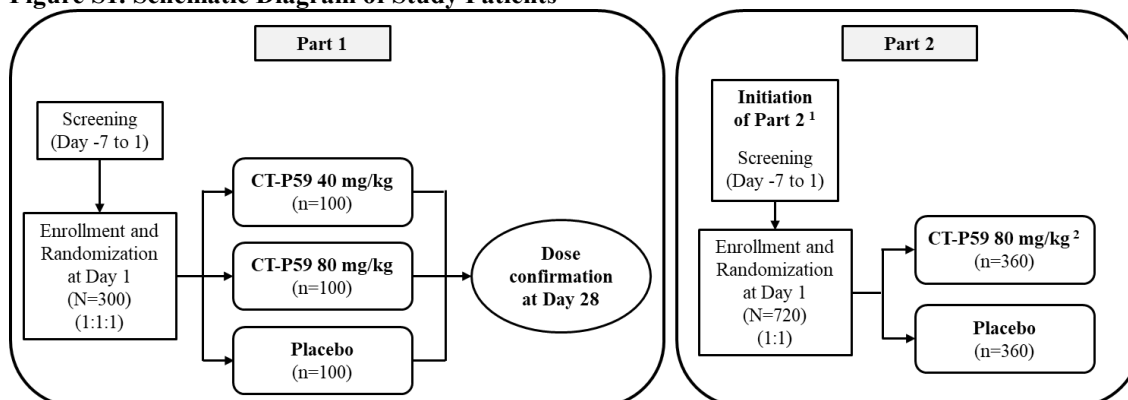 Figure S1. Schematic Diagram of Study Patients
Part 1
Screening
(Day -7 to 1)
Enrollment and
Randomization
at Day 1
(N=300)
(1:1:1)
CT-P59 40 mg/kg
(n=100)
CT-P59 80 mg/kg
(n=100)
Placebo
(n=100)
Dose
confirmation
at Day 28
Part 2
Initiation
of Part 2 ¹
Screening
(Day -7 to 1)
Enrollment and
Randomization
at Day 1
(N=720)
(1:1)
CT-P59 80 mg/kg ²
(n=360)
Placebo
(n=360)